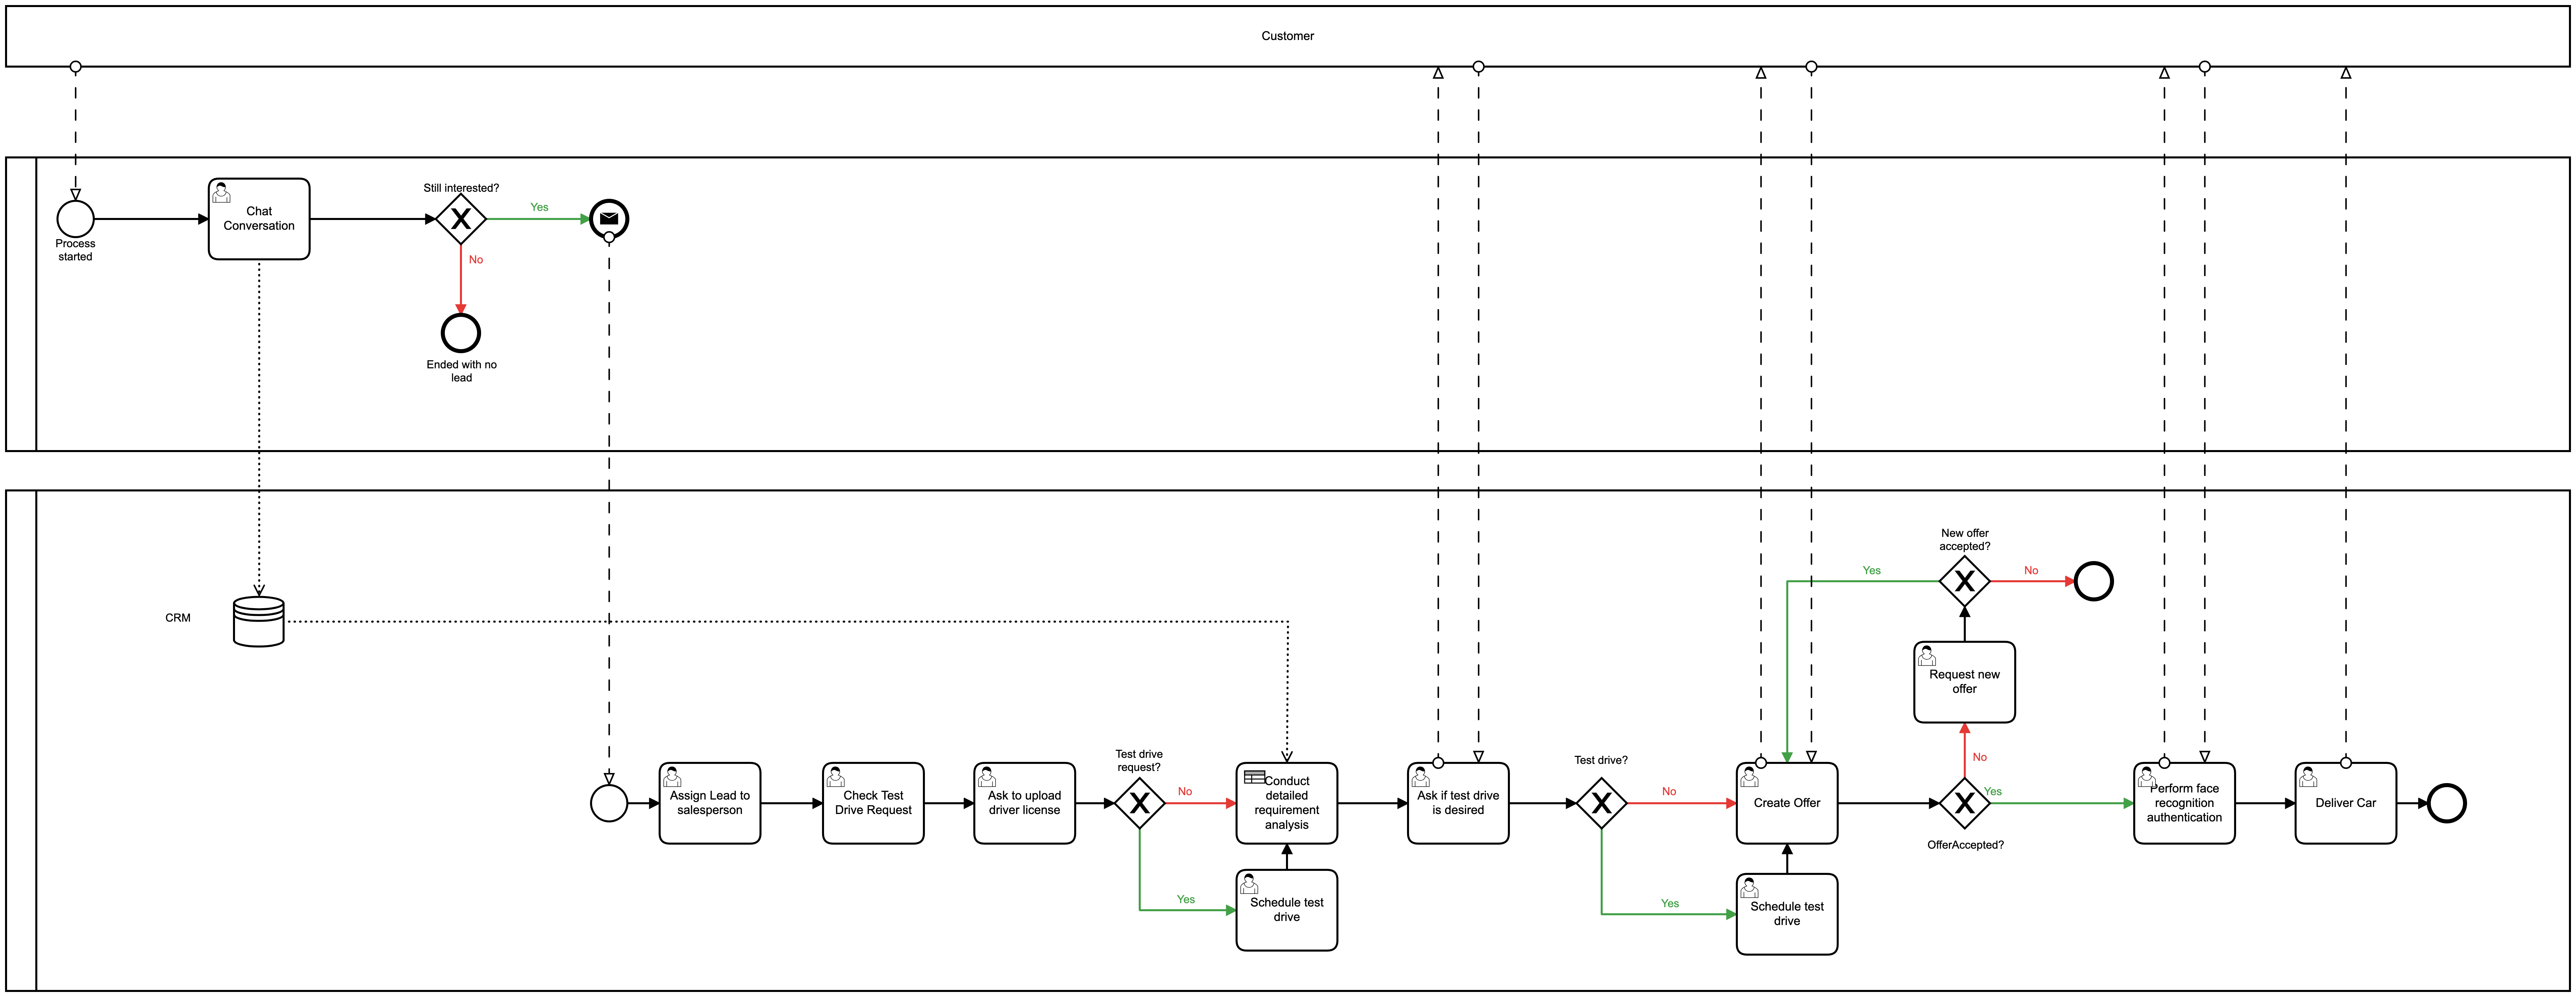 Customer
Still interested?
Chat
Conversation
Yes
Process
started
No
Ended with no
lead
New offer
accepted?
Yes
No
CRM
Request new
offer
Test drive
request?
Test drive?
No
Assign Lead to
salesperson
Check Test
Drive Request
Ask to upload
driver license
No
Conduct
detailed
requirement
analysis
Ask if test drive
is desired
No
Create Offer
Yes
Perform face
recognition
authentication
Deliver Car
OfferAccepted?
Yes
Schedule test
drive
Yes
Schedule test
drive